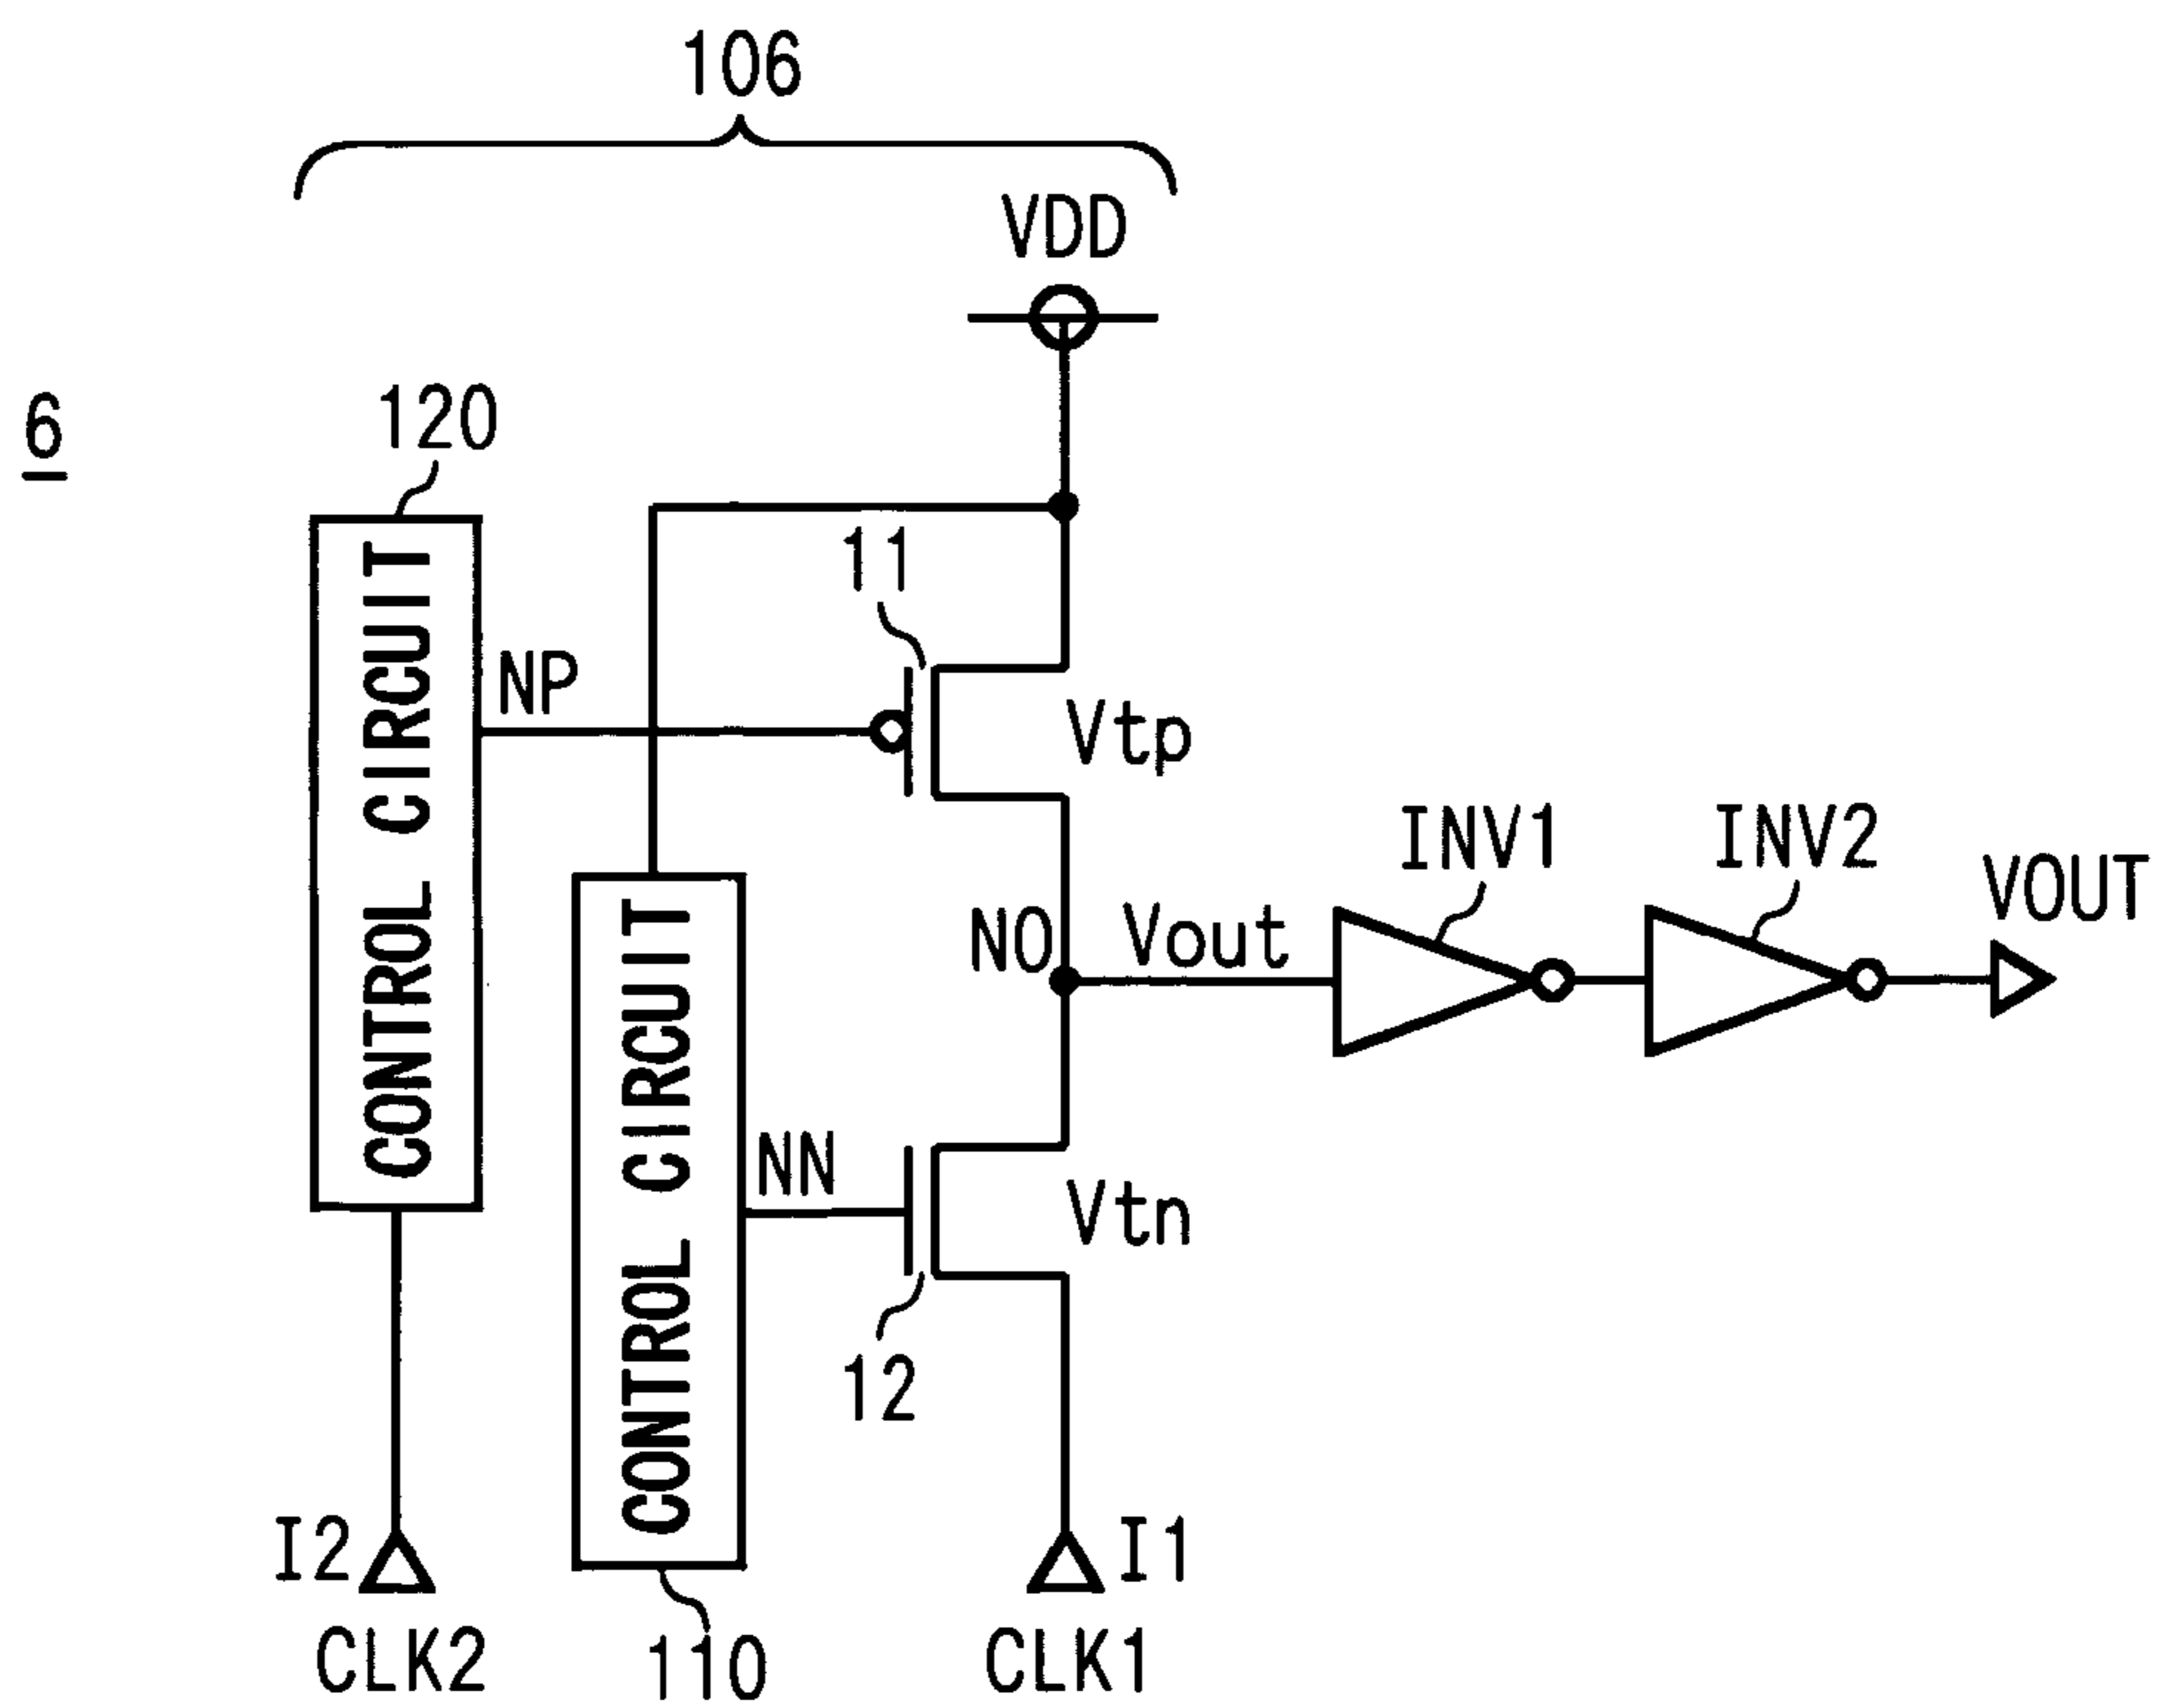 106
VDD
6
120
11
CONTROL CIRCUIT
NP
Vtp
INV1
INV2
VOUT
NO
Vout
CONTROL CIRCUIT
NN
Vtn
12
I2
I1
CLK2
110
CLK1